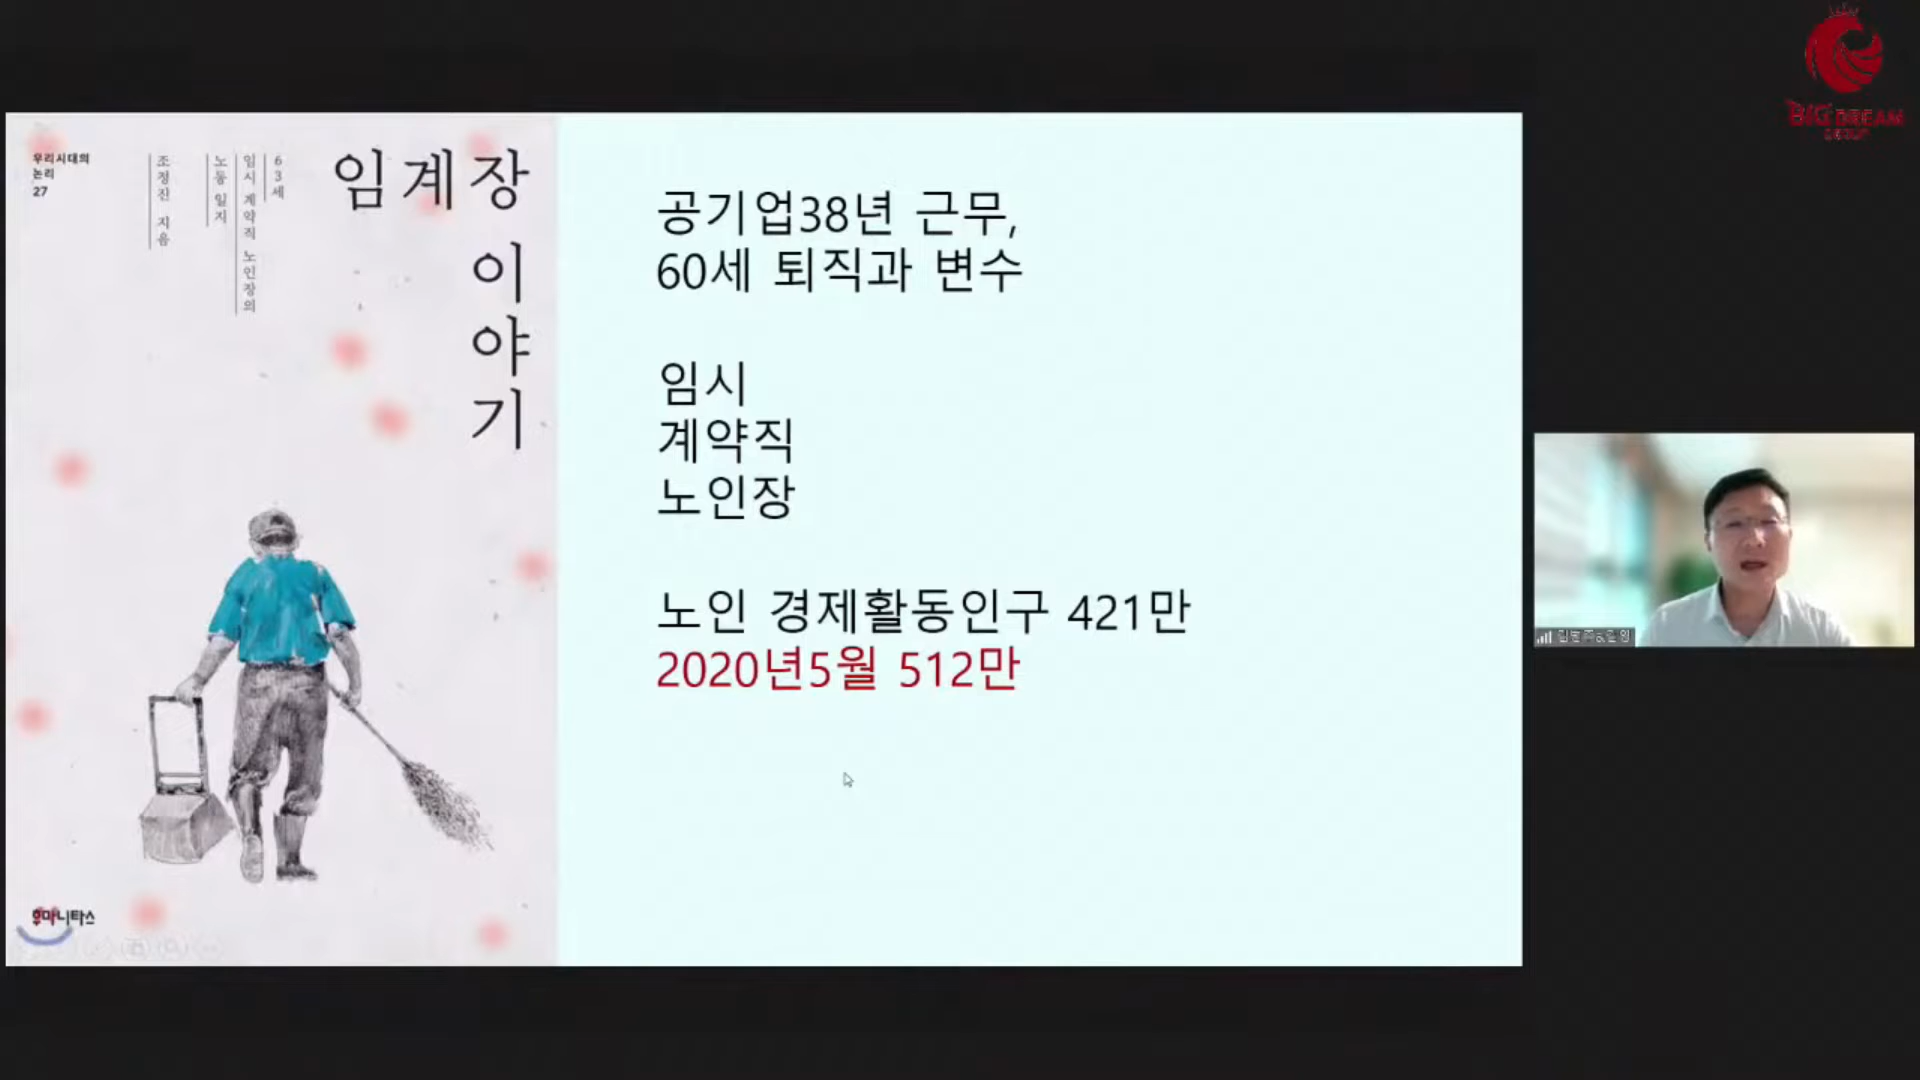 우리시대의
논리
27
임계장
이야기
63세
임시 계약직 노인장의
노동 일지
조정진 지음
후마니타스
공기업38년 근무,
60세 퇴직과 변수
임시
계약직
노인장
노인 경제활동인구 421만
2020년5월 512만
BIG DREAM
GROUP